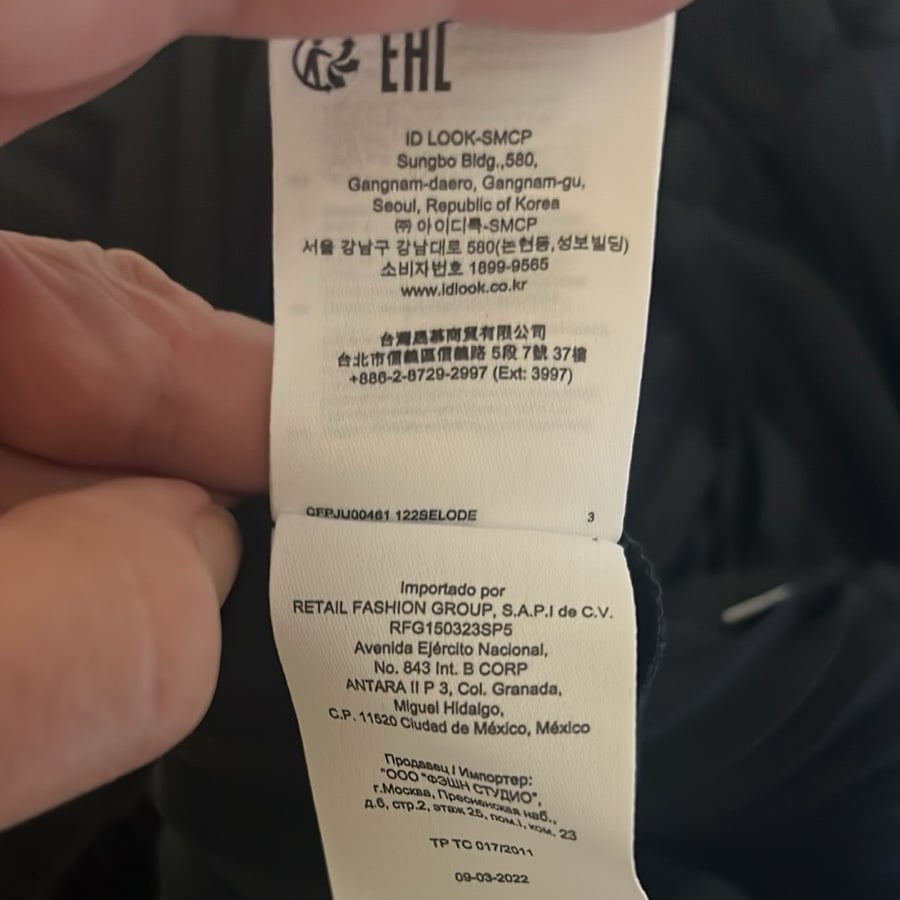 EAC
ID LOOK-SMCP
Sungbo Bldg.,580,
Gangnam-daero, Gangnam-gu,
Seoul, Republic of Korea
㈜ 아이디룩-SMCP
서울 강남구 강남대로 580(논현동,성보빌딩)
소비자번호 1899-9565
www.idlook.co.kr
台灣晟慕商貿有限公司
台北市信義區信義路 5段 7號 37樓
+886-2-8729-2997 (Ext: 3997)
CFPJU00461 122SELODE 3
Importado por
RETAIL FASHION GROUP, S.A.P.I de C.V.
RFG150323SP5
Avenida Ejército Nacional,
No. 843 Int. B CORP
ANTARA II P 3, Col. Granada,
Miguel Hidalgo,
C.P. 11520 Ciudad de México, México
Продавец / Импортер:
"ООО "ФЭШН СТУДИО",
г.Москва, Пресненская наб.,
д.6, стр.2, этаж 25, пом.I, ком. 23
ТР ТС 017/2011
09-03-2022